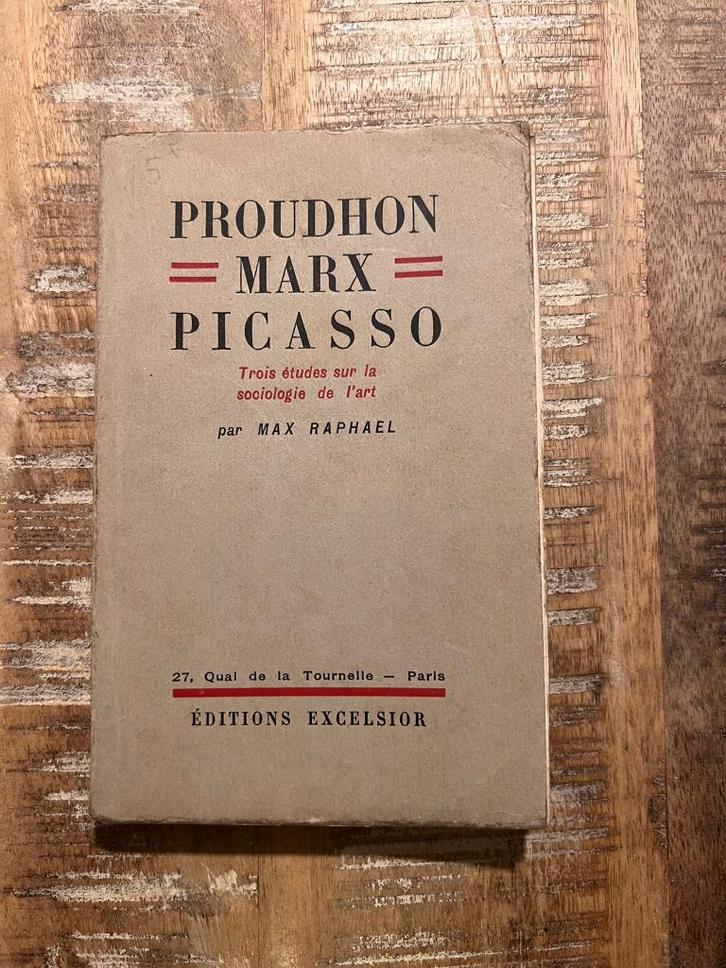 PROUDHON
MARX
PICASSO
Trois études sur la
sociologie de l'art
par MAX RAPHAEL
27, Quai de la Tournelle — Paris
ÉDITIONS EXCELSIOR